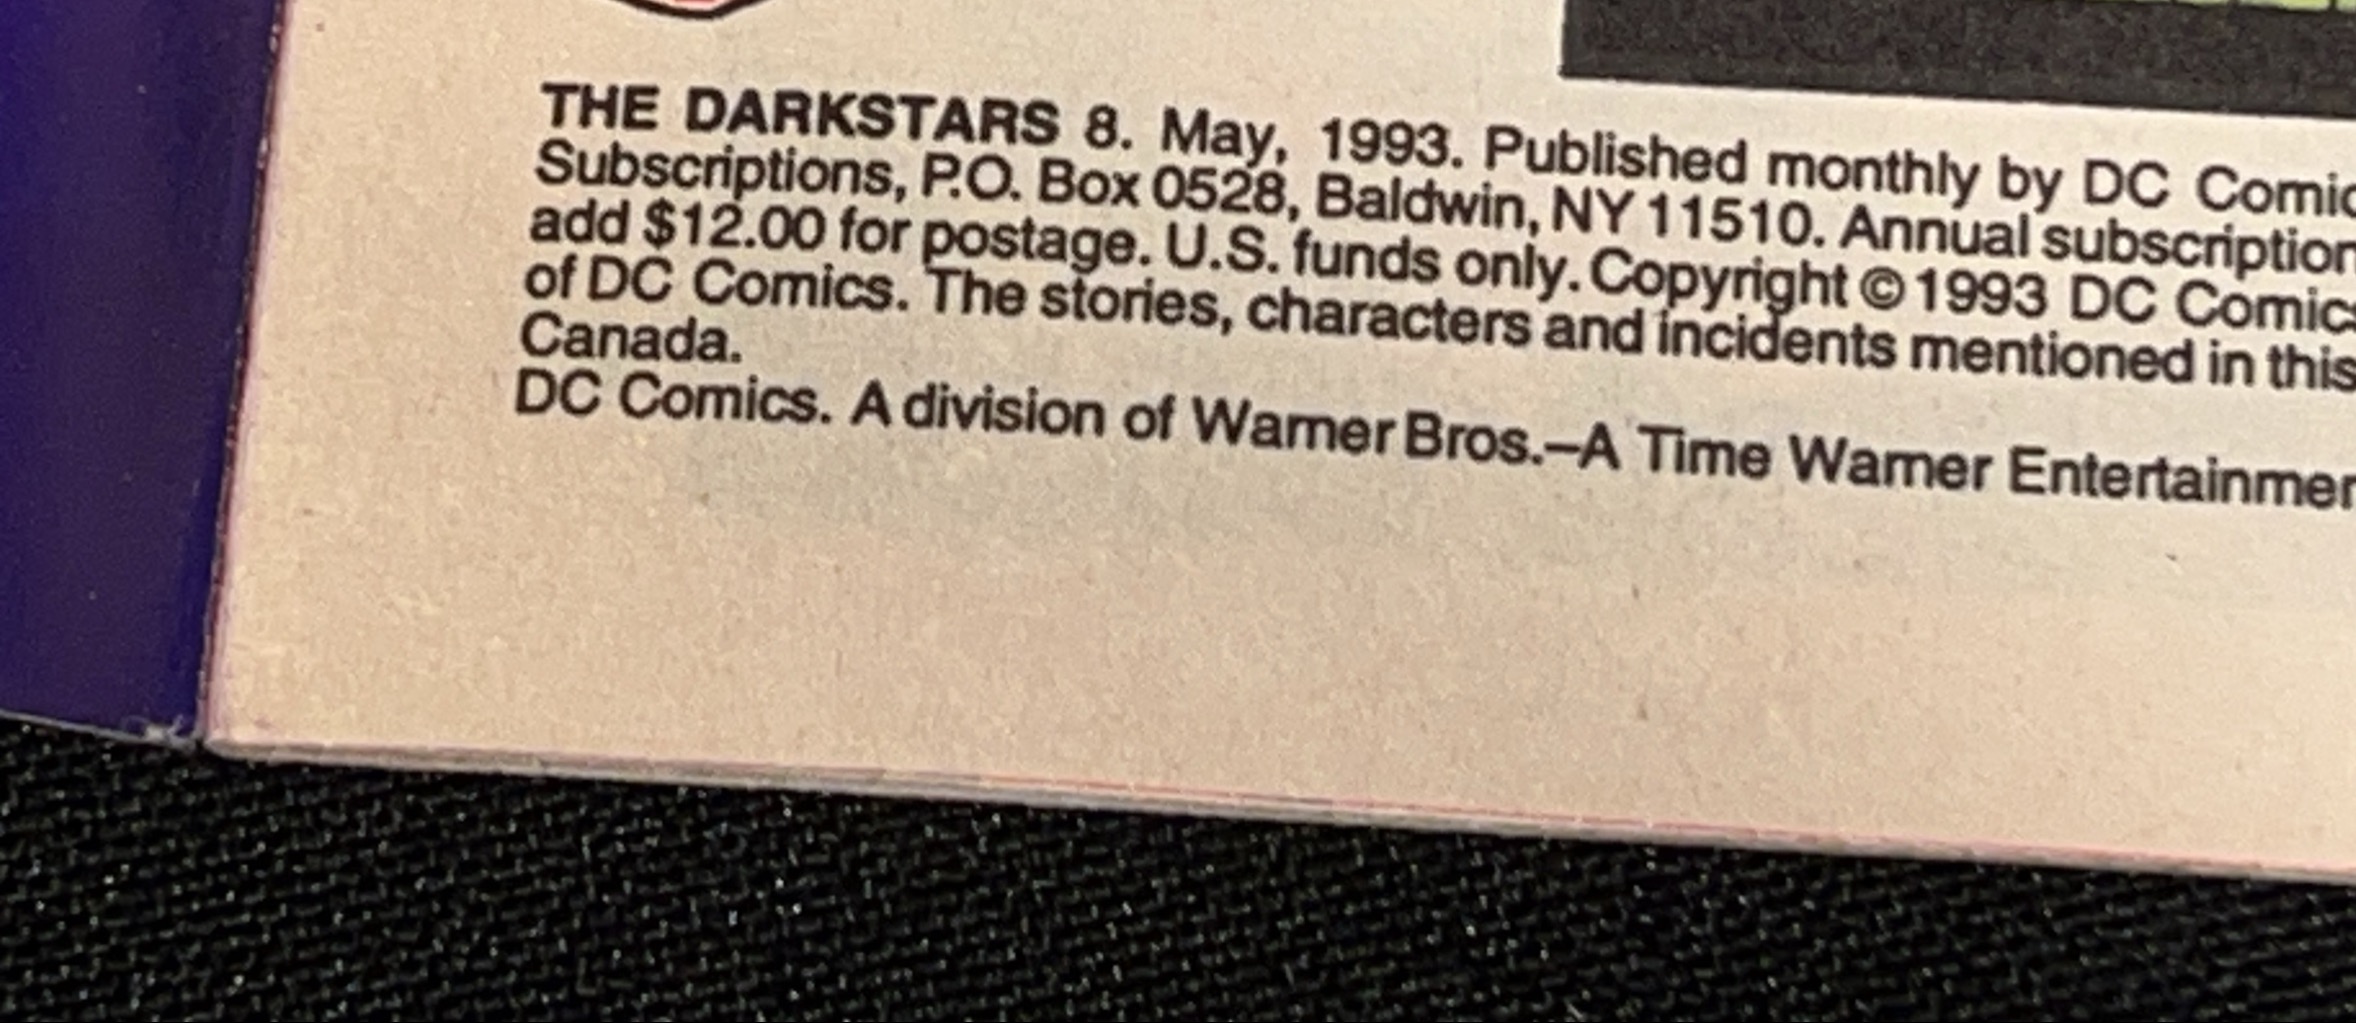 THE DARKSTARS 8. May, 1993. Published monthly by DC Comic
Subscriptions, P.O. Box 0528, Baldwin, NY 11510. Annual subscription
add $12.00 for postage. U.S. funds only. Copyright © 1993 DC Comics
of DC Comics. The stories, characters and incidents mentioned in this
Canada.
DC Comics. A division of Warner Bros.–A Time Warner Entertainmen